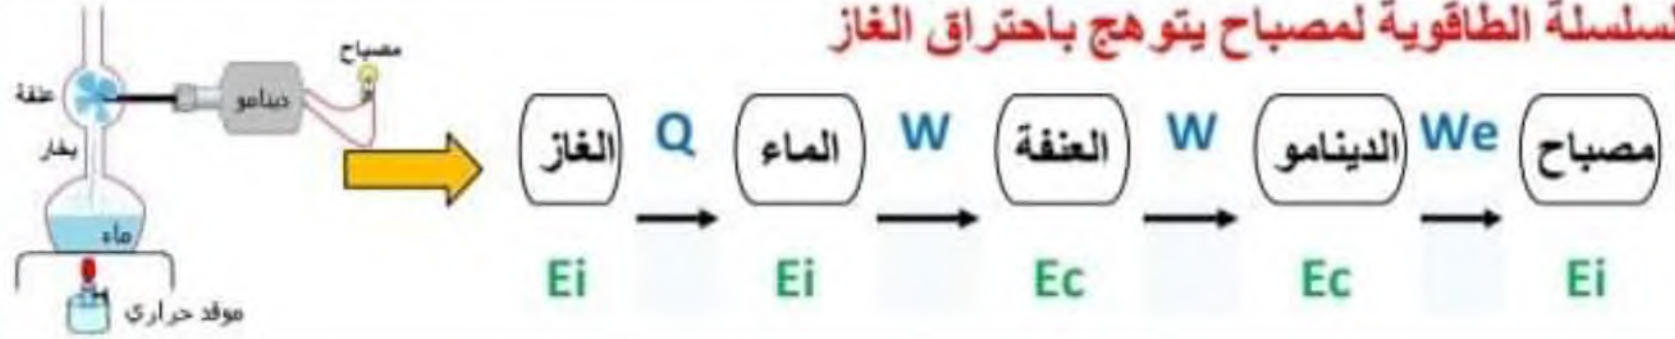 لسلسلة الطاقوية لمصباح يتوهج باحتراق الغاز
مصباح
عنفة
دينامو
بخار
ماء
موقد حراري
الغاز Q الماء W العنفة W الدينامو We مصباح
Ei Ei Ec Ec Ei